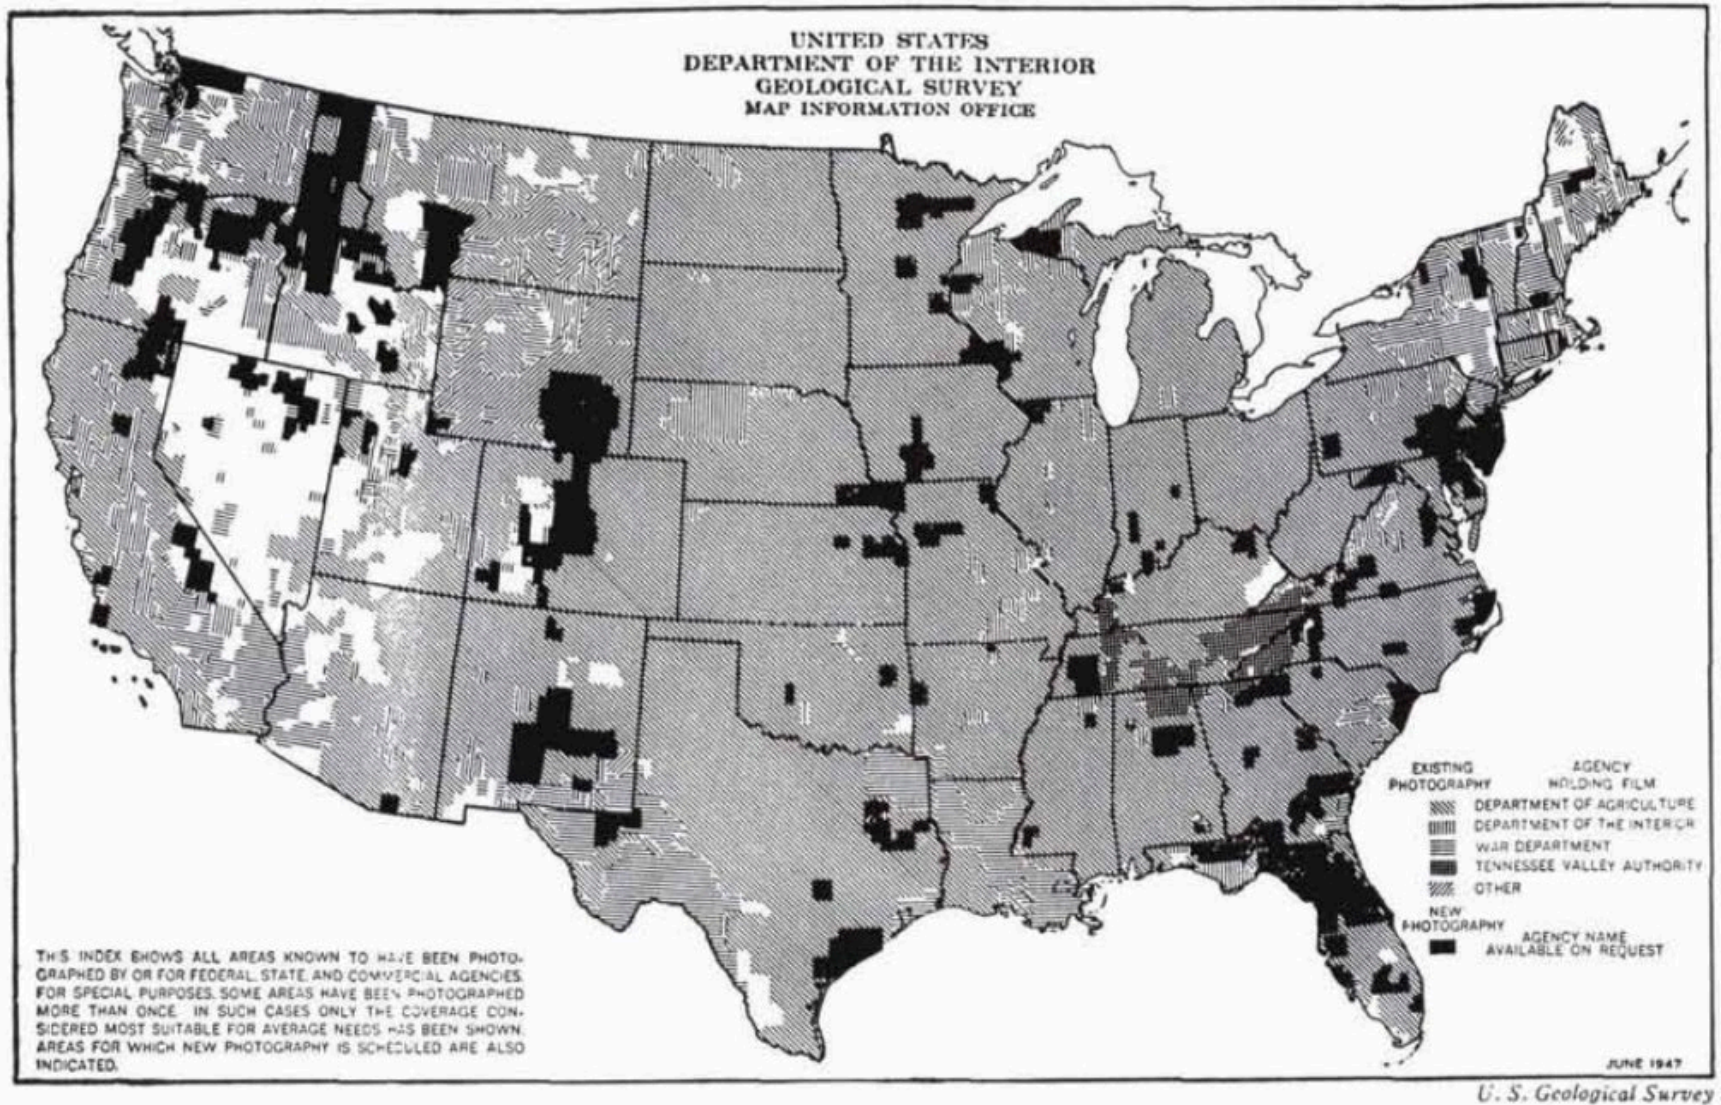 UNITED STATES
DEPARTMENT OF THE INTERIOR
GEOLOGICAL SURVEY
MAP INFORMATION OFFICE
EXISTING PHOTOGRAPHY
AGENCY HOLDING FILM
DEPARTMENT OF AGRICULTURE
DEPARTMENT OF THE INTERIOR
WAR DEPARTMENT
TENNESSEE VALLEY AUTHORITY
OTHER
NEW PHOTOGRAPHY
AGENCY NAME
AVAILABLE ON REQUEST
THIS INDEX SHOWS ALL AREAS KNOWN TO HAVE BEEN PHOTO-
GRAPHED BY OR FOR FEDERAL, STATE, AND COMMERCIAL AGENCIES,
FOR SPECIAL PURPOSES. SOME AREAS HAVE BEEN PHOTOGRAPHED
MORE THAN ONCE. IN SUCH CASES ONLY THE COVERAGE CON-
SIDERED MOST SUITABLE FOR AVERAGE NEEDS HAS BEEN SHOWN.
AREAS FOR WHICH NEW PHOTOGRAPHY IS SCHEDULED ARE ALSO
INDICATED.
JUNE 1947
U. S. Geological Survey